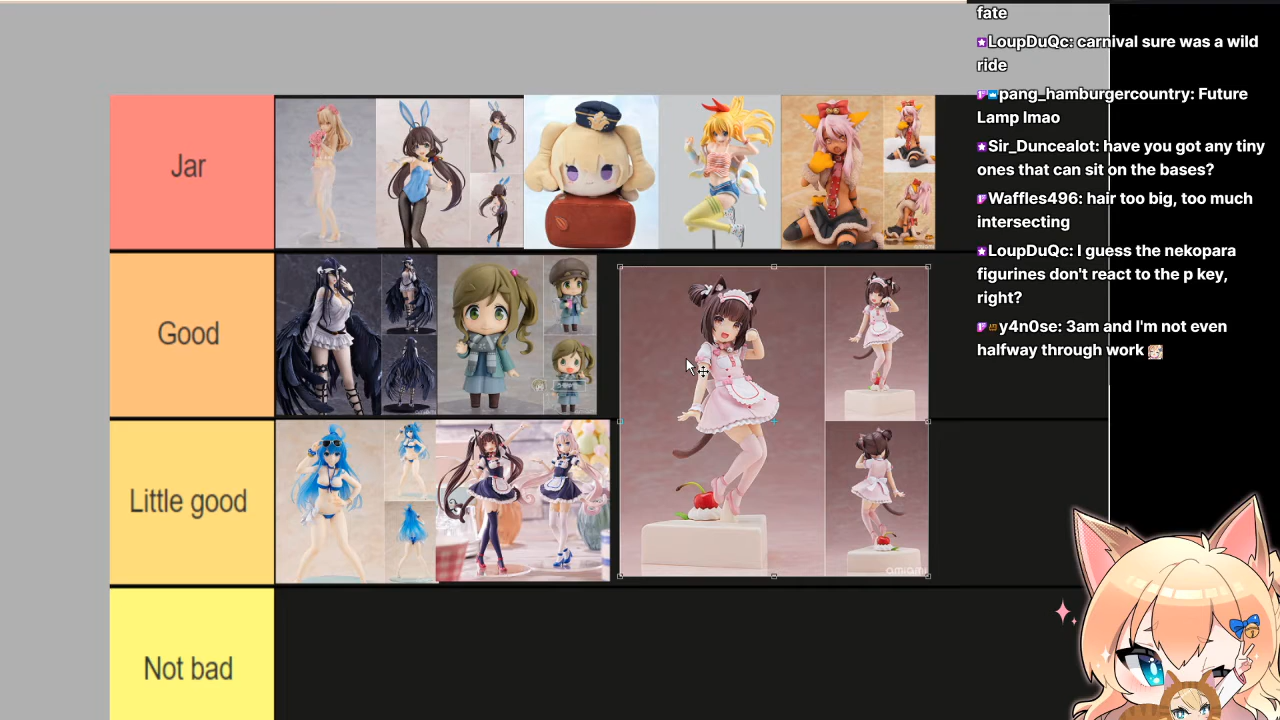 fate
LoupDuQc: carnival sure was a wild
ride
pang_hamburgercountry: Future
Lamp lmao
Sir_Duncealot: have you got any tiny
ones that can sit on the bases?
Waffles496: hair too big, too much
intersecting
LoupDuQc: I guess the nekopara
figurines don't react to the p key,
right?
y4n0se: 3am and I'm not even
halfway through work
Jar
Good
Little good
Not bad
amiami